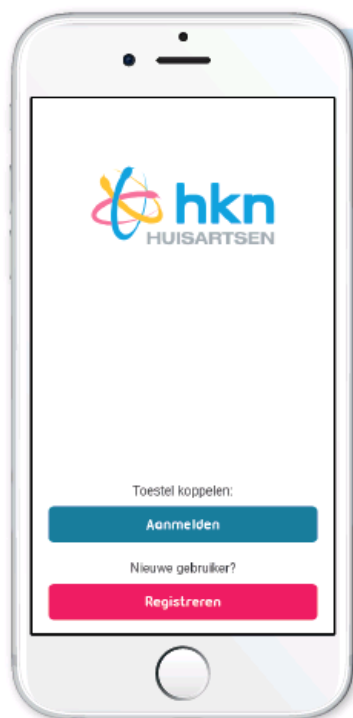 hkn
HUISARTSEN
Toestel koppelen:
Aanmelden
Nieuwe gebruiker?
Registreren